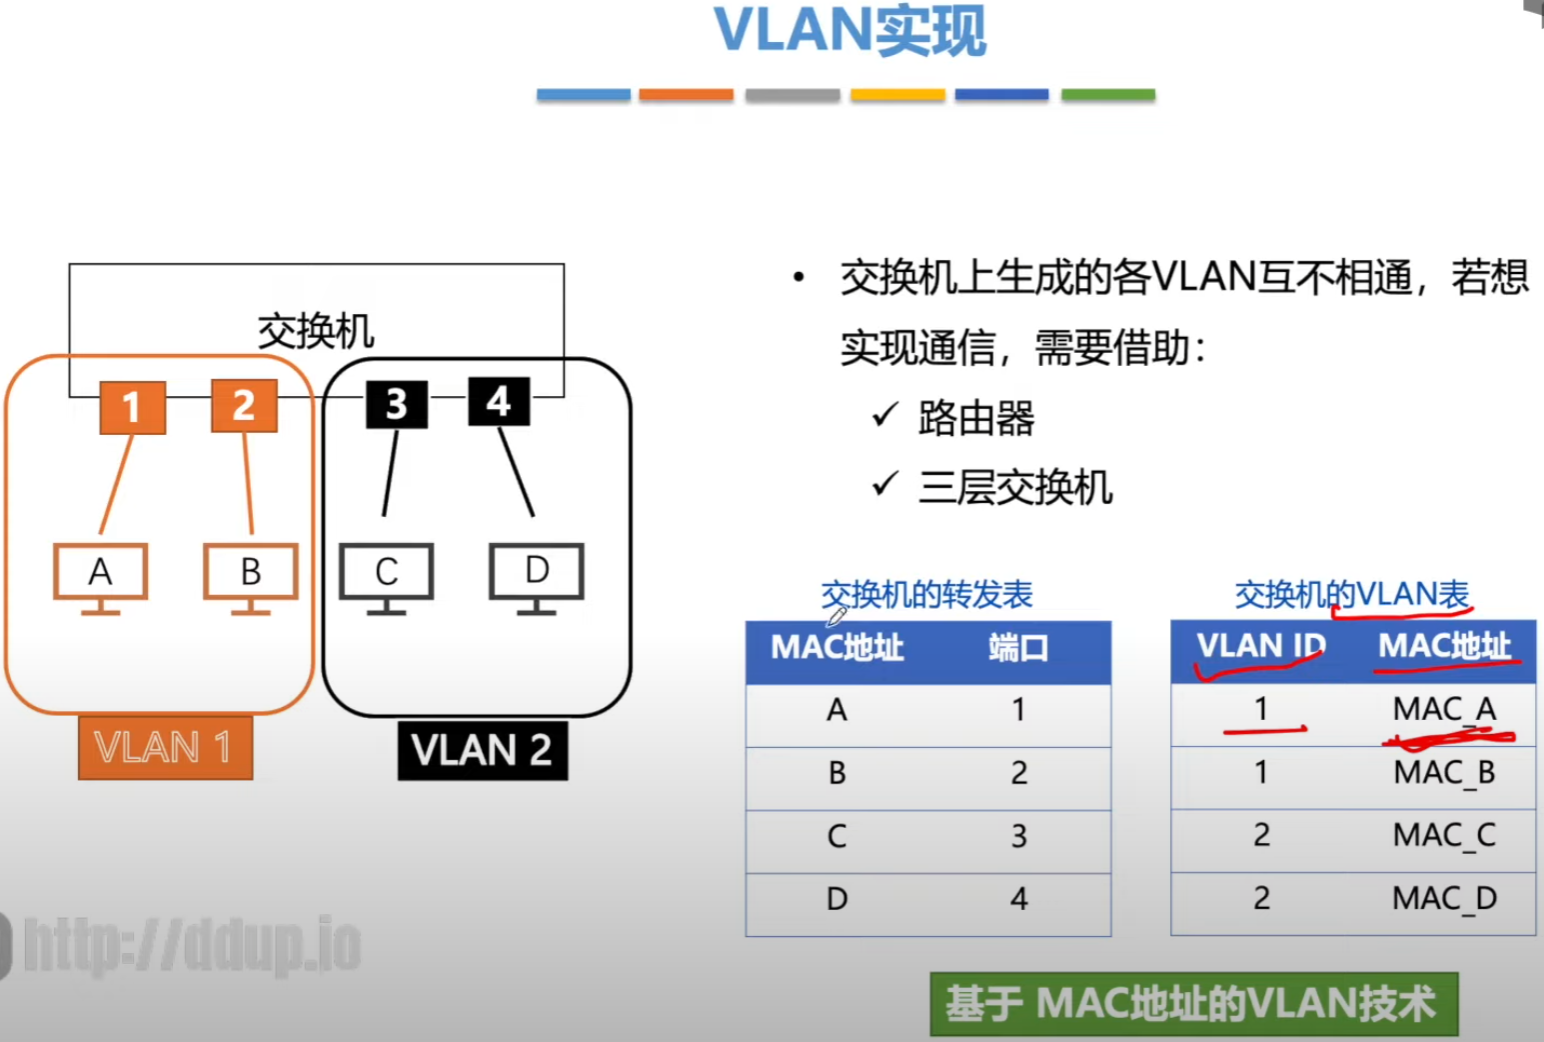 VLAN实现
交换机
1
2
3
4
A
B
C
D
VLAN 1
VLAN 2
• 交换机上生成的各VLAN互不相通，若想
实现通信，需要借助：
✓ 路由器
✓ 三层交换机
交换机的转发表
MAC地址 端口
A 1
B 2
C 3
D 4
交换机的VLAN表
VLAN ID MAC地址
1 MAC_A
1 MAC_B
2 MAC_C
2 MAC_D
http://ddup.io
基于 MAC地址的VLAN技术